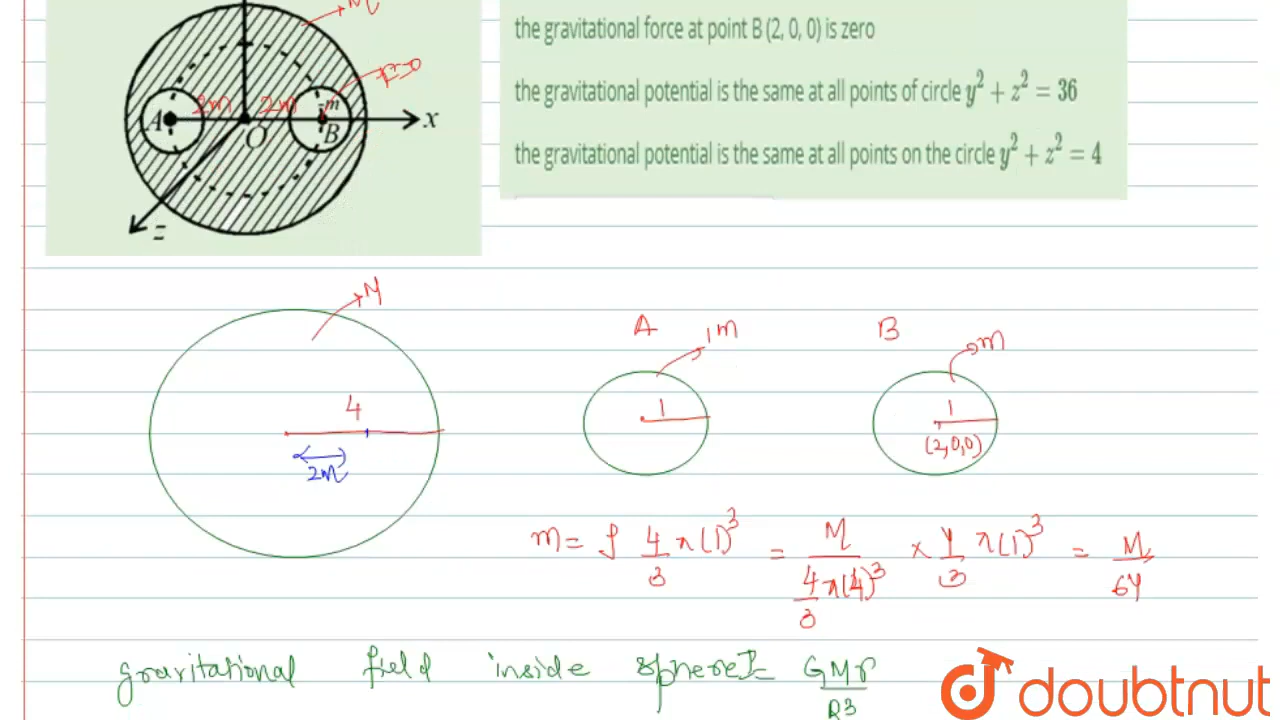 M
the gravitational force at point B (2, 0, 0) is zero
the gravitational potential is the same at all points of circle y² + z² = 36
the gravitational potential is the same at all points on the circle y² + z² = 4
2m 2m
A O B x
z
M
4
2m
A
1m
1
B
m
1
(2,0,0)
m = ρ 4/3 π(1)³ = M / 4/3 π(4)³ × 4/3 π(1)³ = M/64
gravitational field inside sphere I = GMr/R³
doubtnut